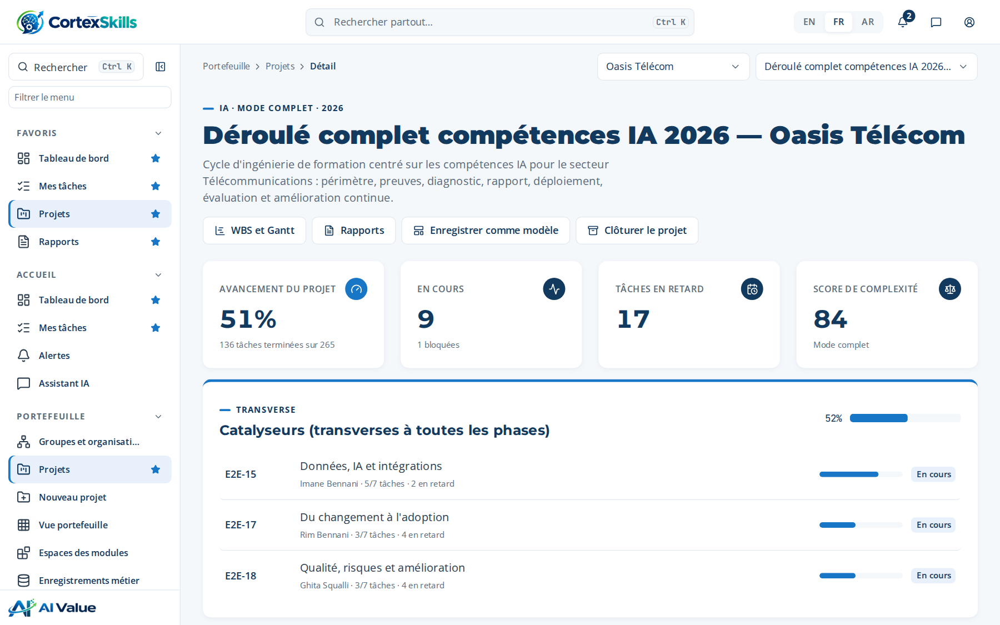 CortexSkills
Rechercher partout...
Ctrl K
EN
FR
AR
2
Rechercher
Ctrl K
Filtrer le menu
FAVORIS
Tableau de bord
Mes tâches
Projets
Rapports
ACCUEIL
Tableau de bord
Mes tâches
Alertes
Assistant IA
PORTEFEUILLE
Groupes et organisati...
Projets
Nouveau projet
Vue portefeuille
Espaces des modules
Enregistrements métier
AI AI Value
Portefeuille > Projets > Détail
Oasis Télécom
Déroulé complet compétences IA 2026...
IA · MODE COMPLET · 2026
Déroulé complet compétences IA 2026 — Oasis Télécom
Cycle d'ingénierie de formation centré sur les compétences IA pour le secteur
Télécommunications : périmètre, preuves, diagnostic, rapport, déploiement,
évaluation et amélioration continue.
WBS et Gantt
Rapports
Enregistrer comme modèle
Clôturer le projet
AVANCEMENT DU PROJET
51%
136 tâches terminées sur 265
EN COURS
9
1 bloquées
TÂCHES EN RETARD
17
SCORE DE COMPLEXITÉ
84
Mode complet
TRANSVERSE
Catalyseurs (transverses à toutes les phases)
52%
E2E-15
Données, IA et intégrations
Imane Bennani · 5/7 tâches · 2 en retard
En cours
E2E-17
Du changement à l'adoption
Rim Bennani · 3/7 tâches · 4 en retard
En cours
E2E-18
Qualité, risques et amélioration
Ghita Squalli · 3/7 tâches · 4 en retard
En cours